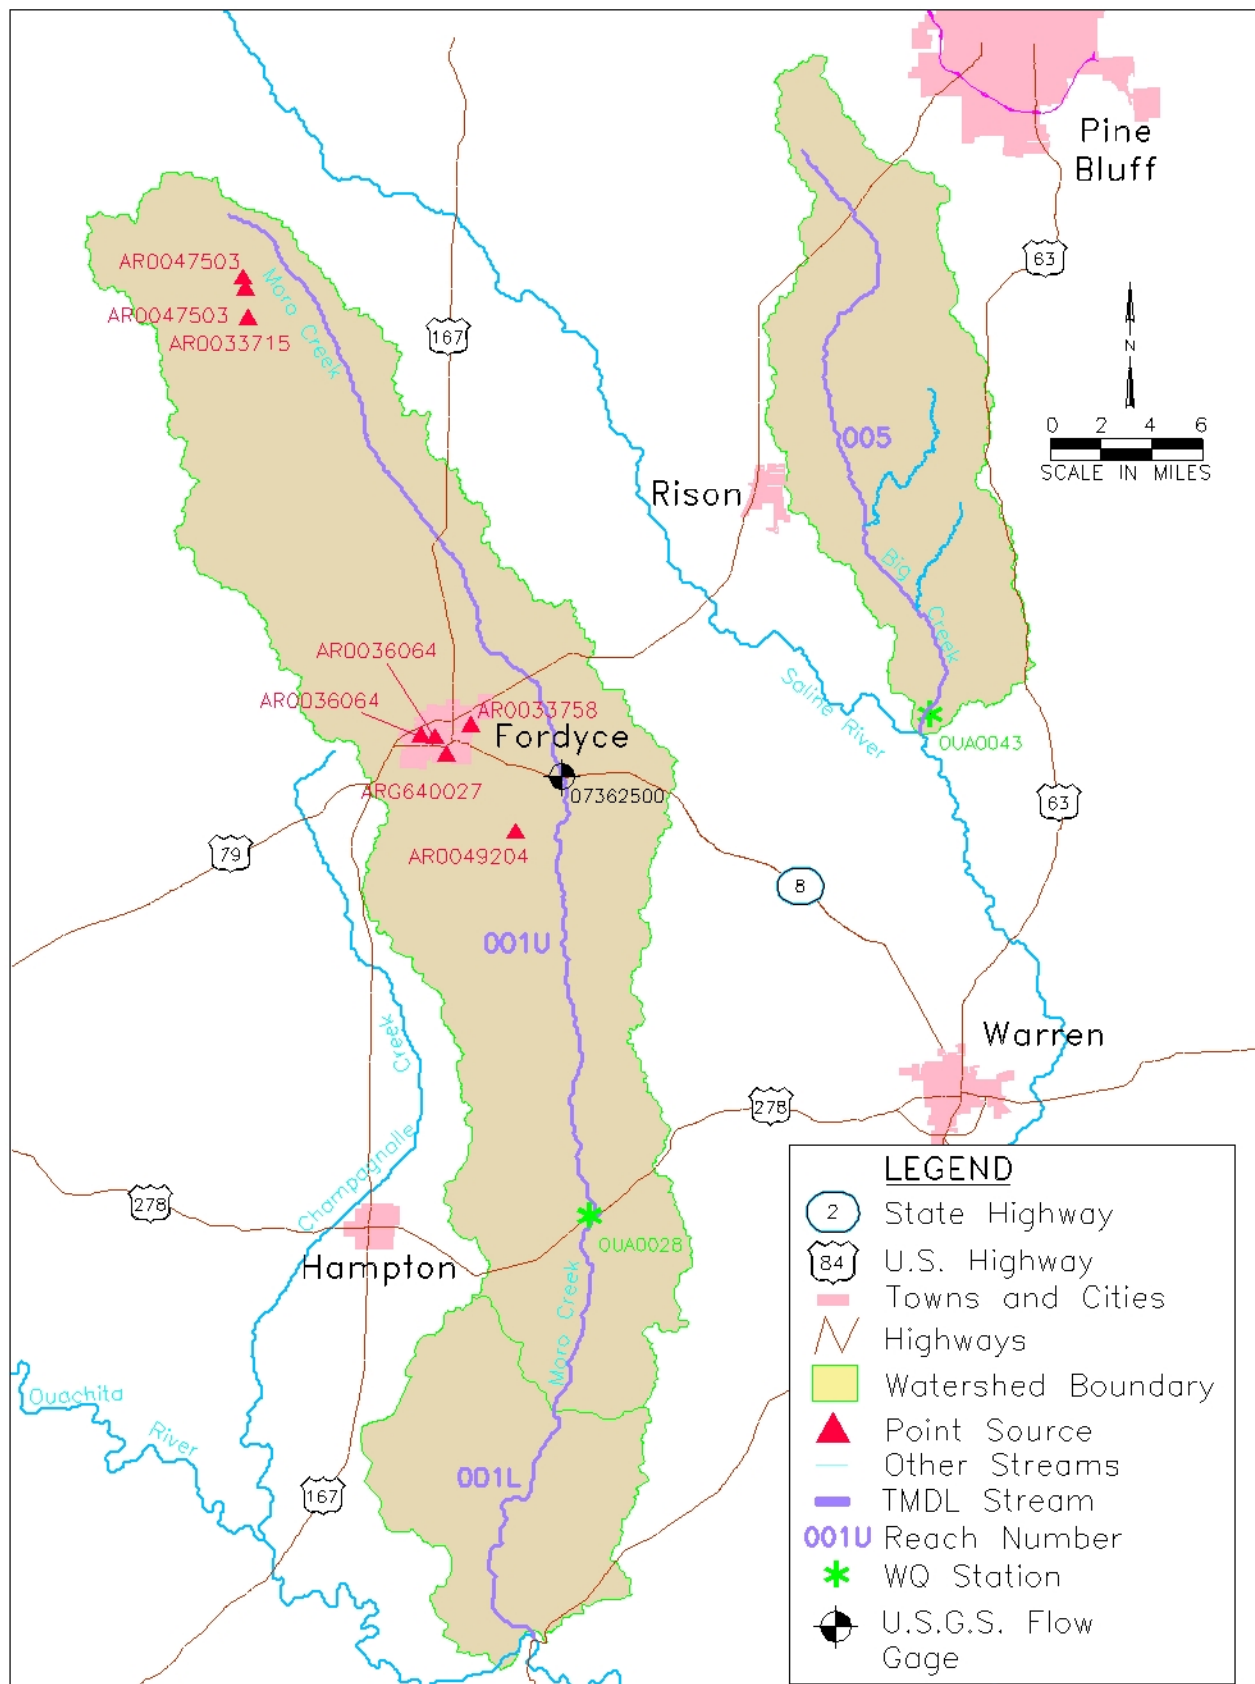 Pine
Bluff
63
AR0047503
Moro Creek
AR0047503
AR0033715
167
N
0 2 4 6
SCALE IN MILES
005
Rison
Big
Creek
AR0036064
AR0036064
AR0033758
Fordyce
Saline River
OUA0043
ARG640027
07362500
63
79
AR0049204
8
001U
Creek
Warren
278
Champagnolle
278
OUA0028
Hampton
Moro Creek
Ouachita
River
001L
167
LEGEND
2 State Highway
84 U.S. Highway
Towns and Cities
Highways
Watershed Boundary
Point Source
Other Streams
TMDL Stream
001U Reach Number
WQ Station
U.S.G.S. Flow
Gage